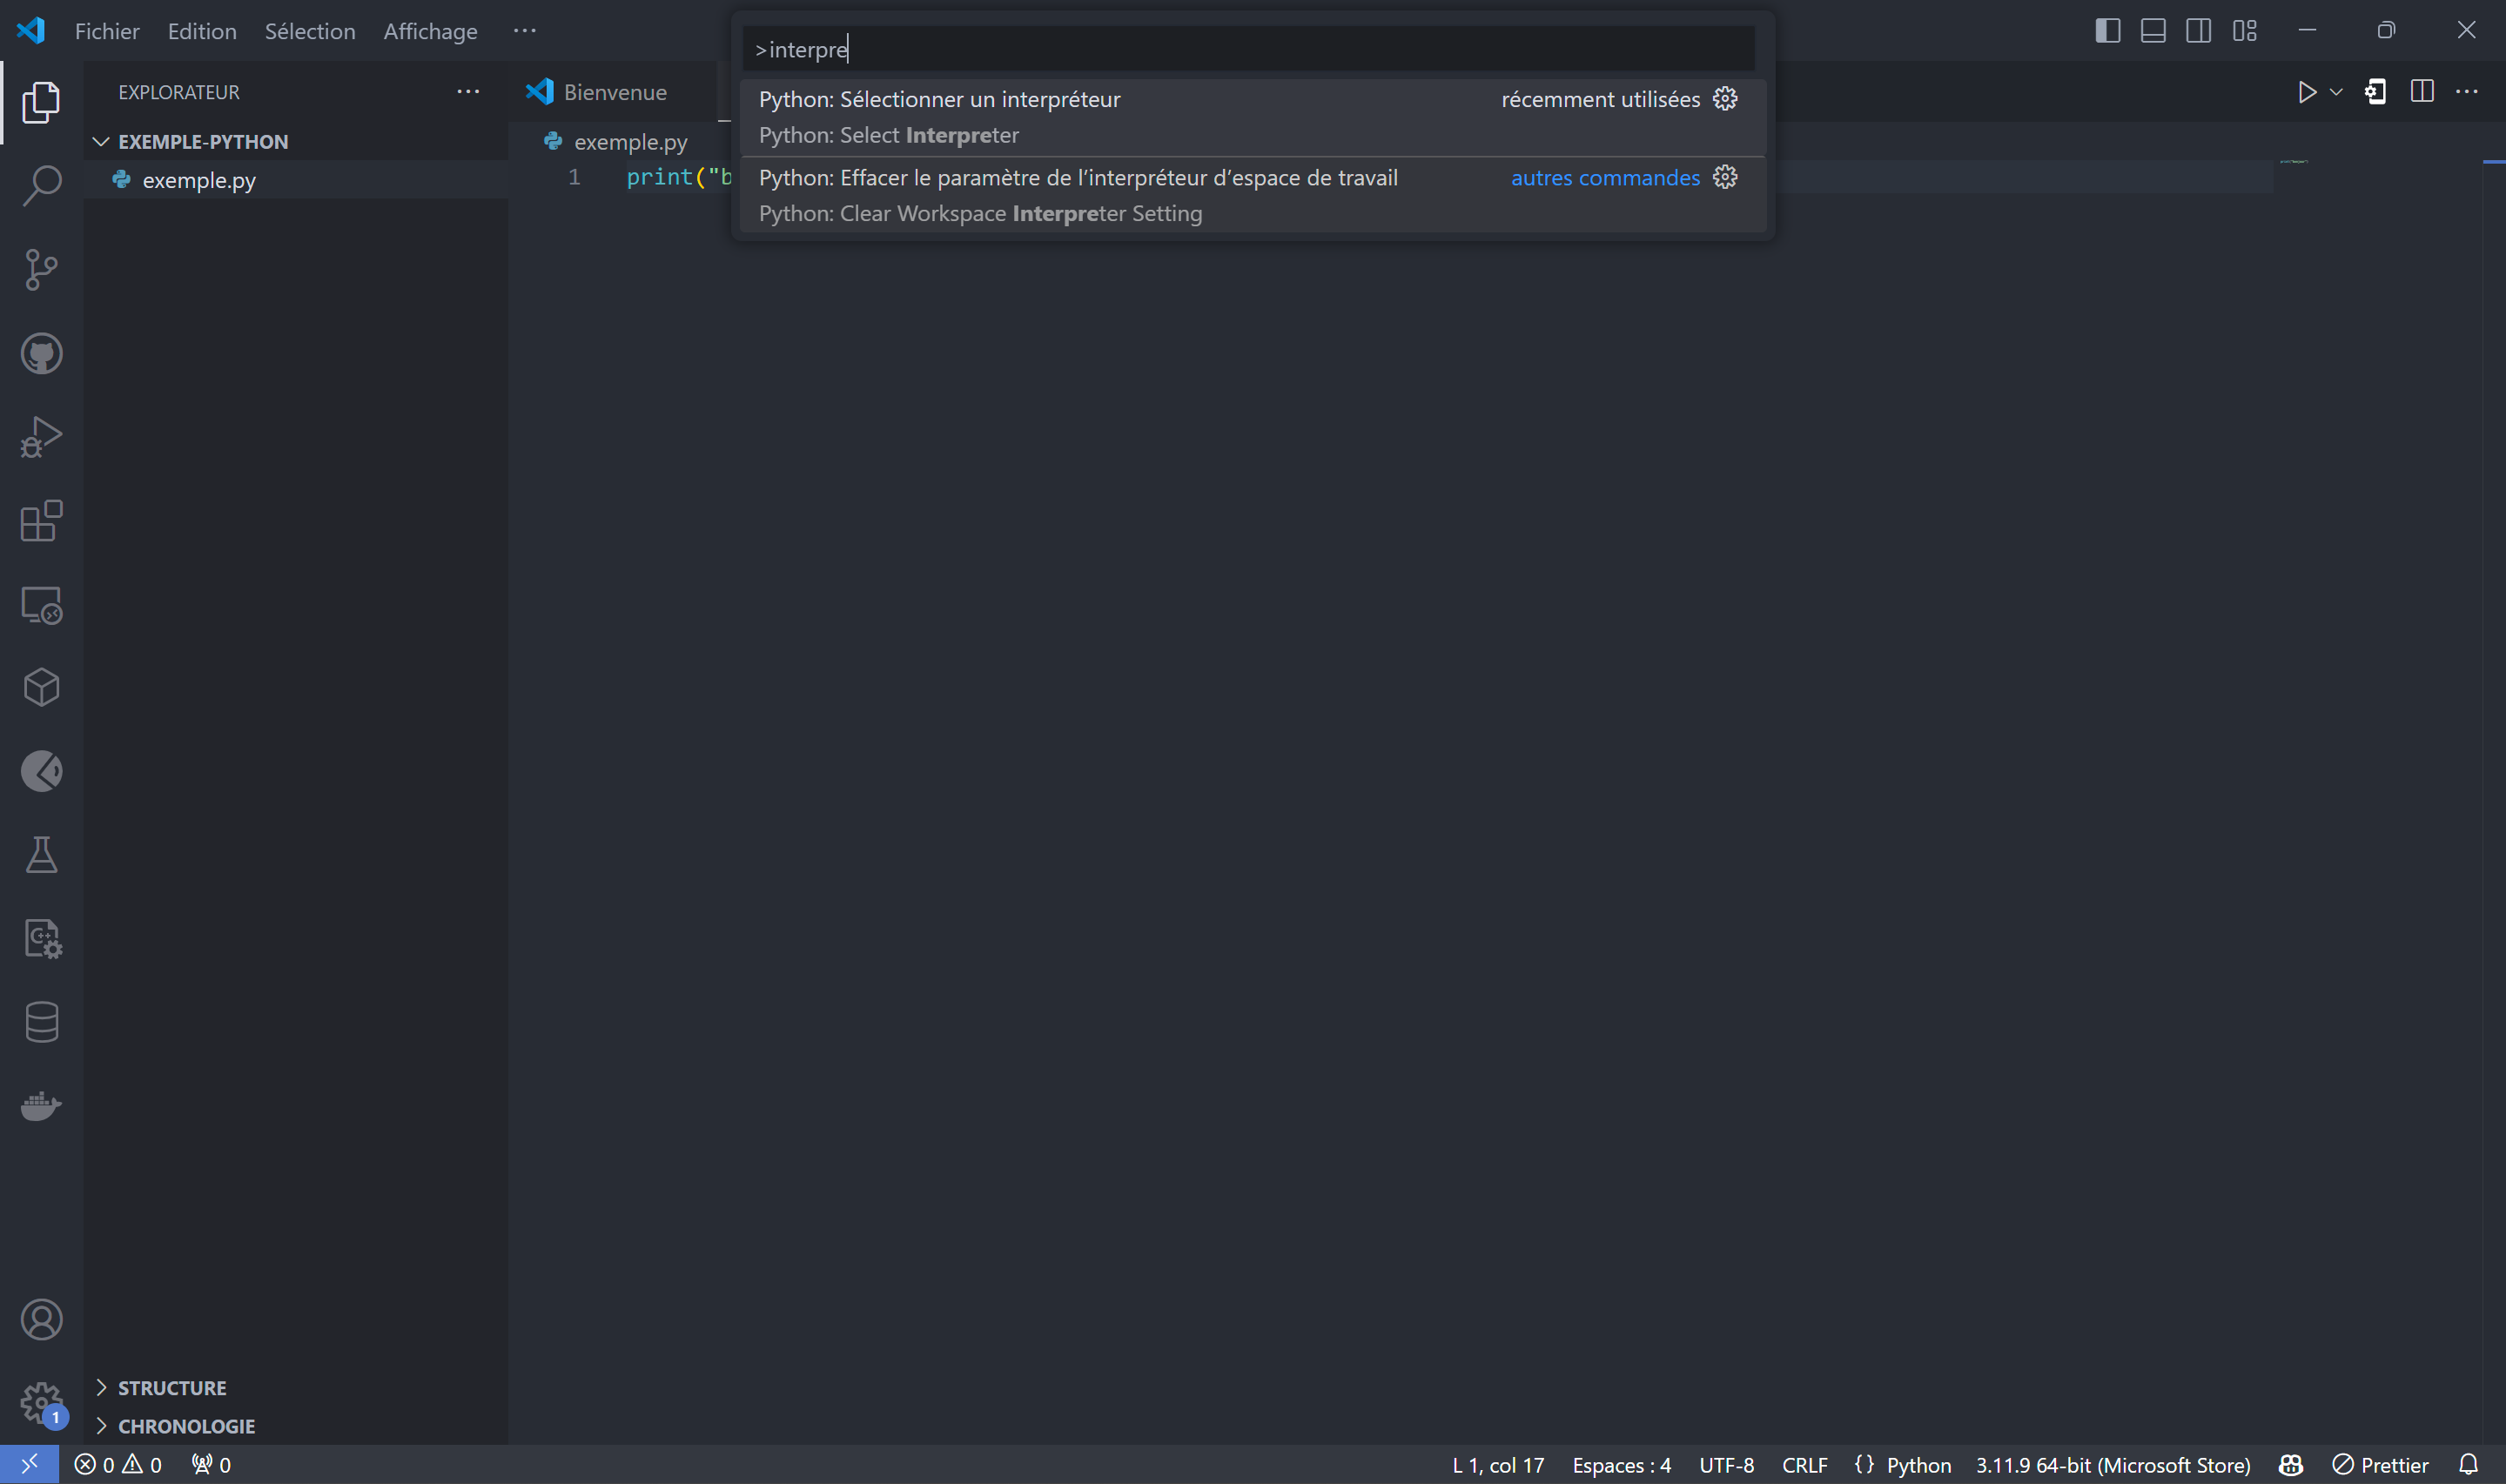 Fichier Edition Sélection Affichage ···
>interpre
Python: Sélectionner un interpréteur récemment utilisées
Python: Select Interpreter
Python: Effacer le paramètre de l’interpréteur d’espace de travail autres commandes
Python: Clear Workspace Interpreter Setting
EXPLORATEUR ···
Bienvenue
EXEMPLE-PYTHON
exemple.py
exemple.py
1 print("b
STRUCTURE
CHRONOLOGIE
1
0 0 0
L 1, col 17 Espaces : 4 UTF-8 CRLF {} Python 3.11.9 64-bit (Microsoft Store) Prettier